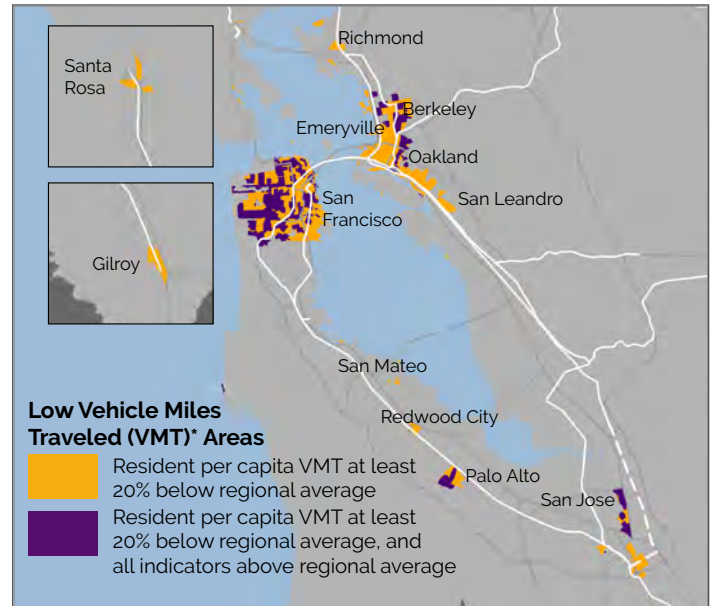 Santa
Rosa
Gilroy
Richmond
Berkeley
Emeryville
Oakland
San Leandro
San
Francisco
San Mateo
Redwood City
Palo Alto
San Jose
Low Vehicle Miles
Traveled (VMT)* Areas
Resident per capita VMT at least
20% below regional average
Resident per capita VMT at least
20% below regional average, and
all indicators above regional average